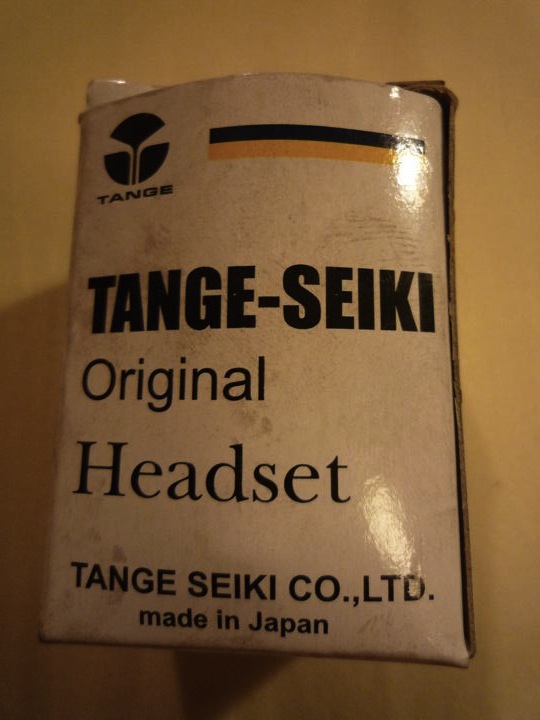 TANGE
TANGE-SEIKI
Original
Headset
TANGE SEIKI CO.,LTD.
made in Japan